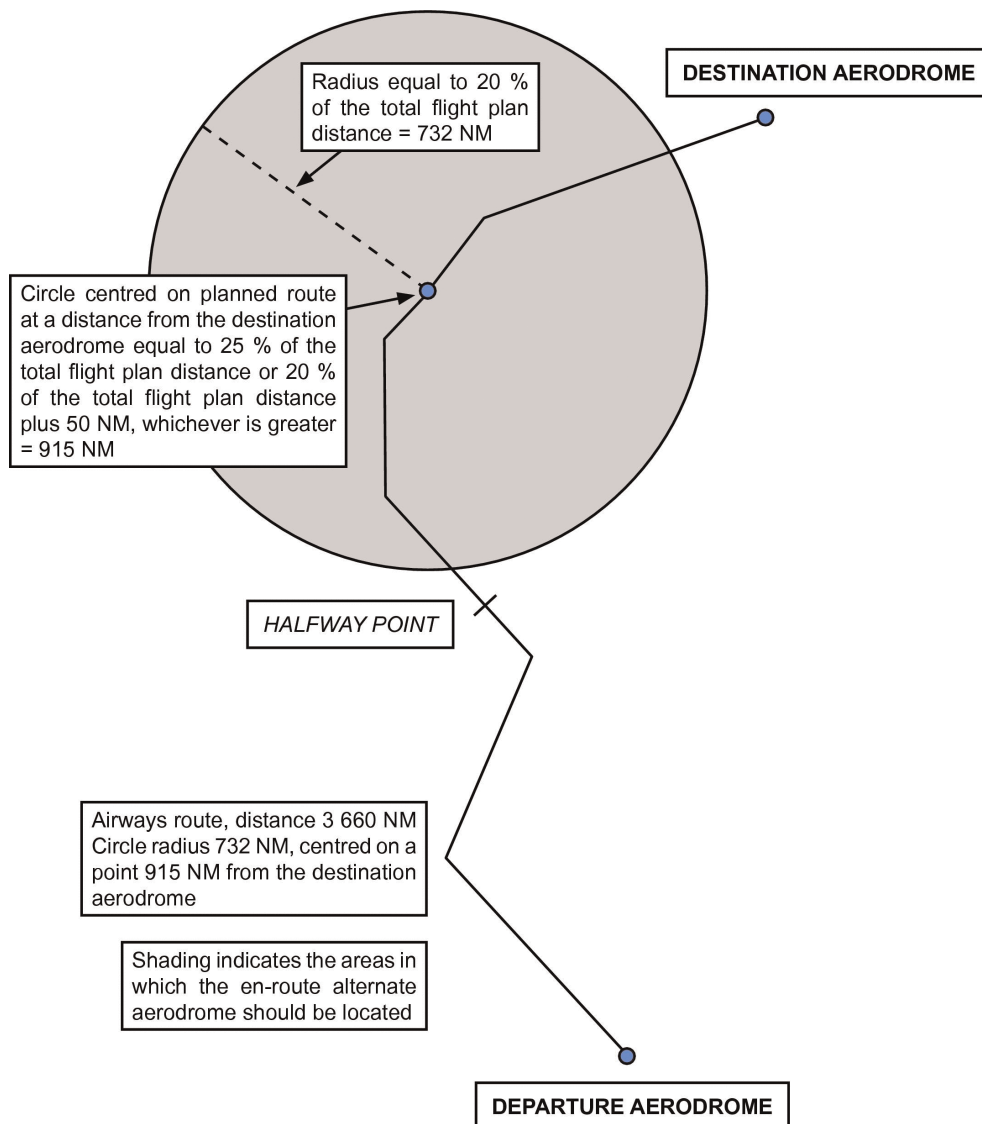 DESTINATION AERODROME
Radius equal to 20 %
of the total flight plan
distance = 732 NM
Circle centred on planned route
at a distance from the destination
aerodrome equal to 25 % of the
total flight plan distance or 20 %
of the total flight plan distance
plus 50 NM, whichever is greater
= 915 NM
HALFWAY POINT
Airways route, distance 3 660 NM
Circle radius 732 NM, centred on a
point 915 NM from the destination
aerodrome
Shading indicates the areas in
which the en-route alternate
aerodrome should be located
DEPARTURE AERODROME